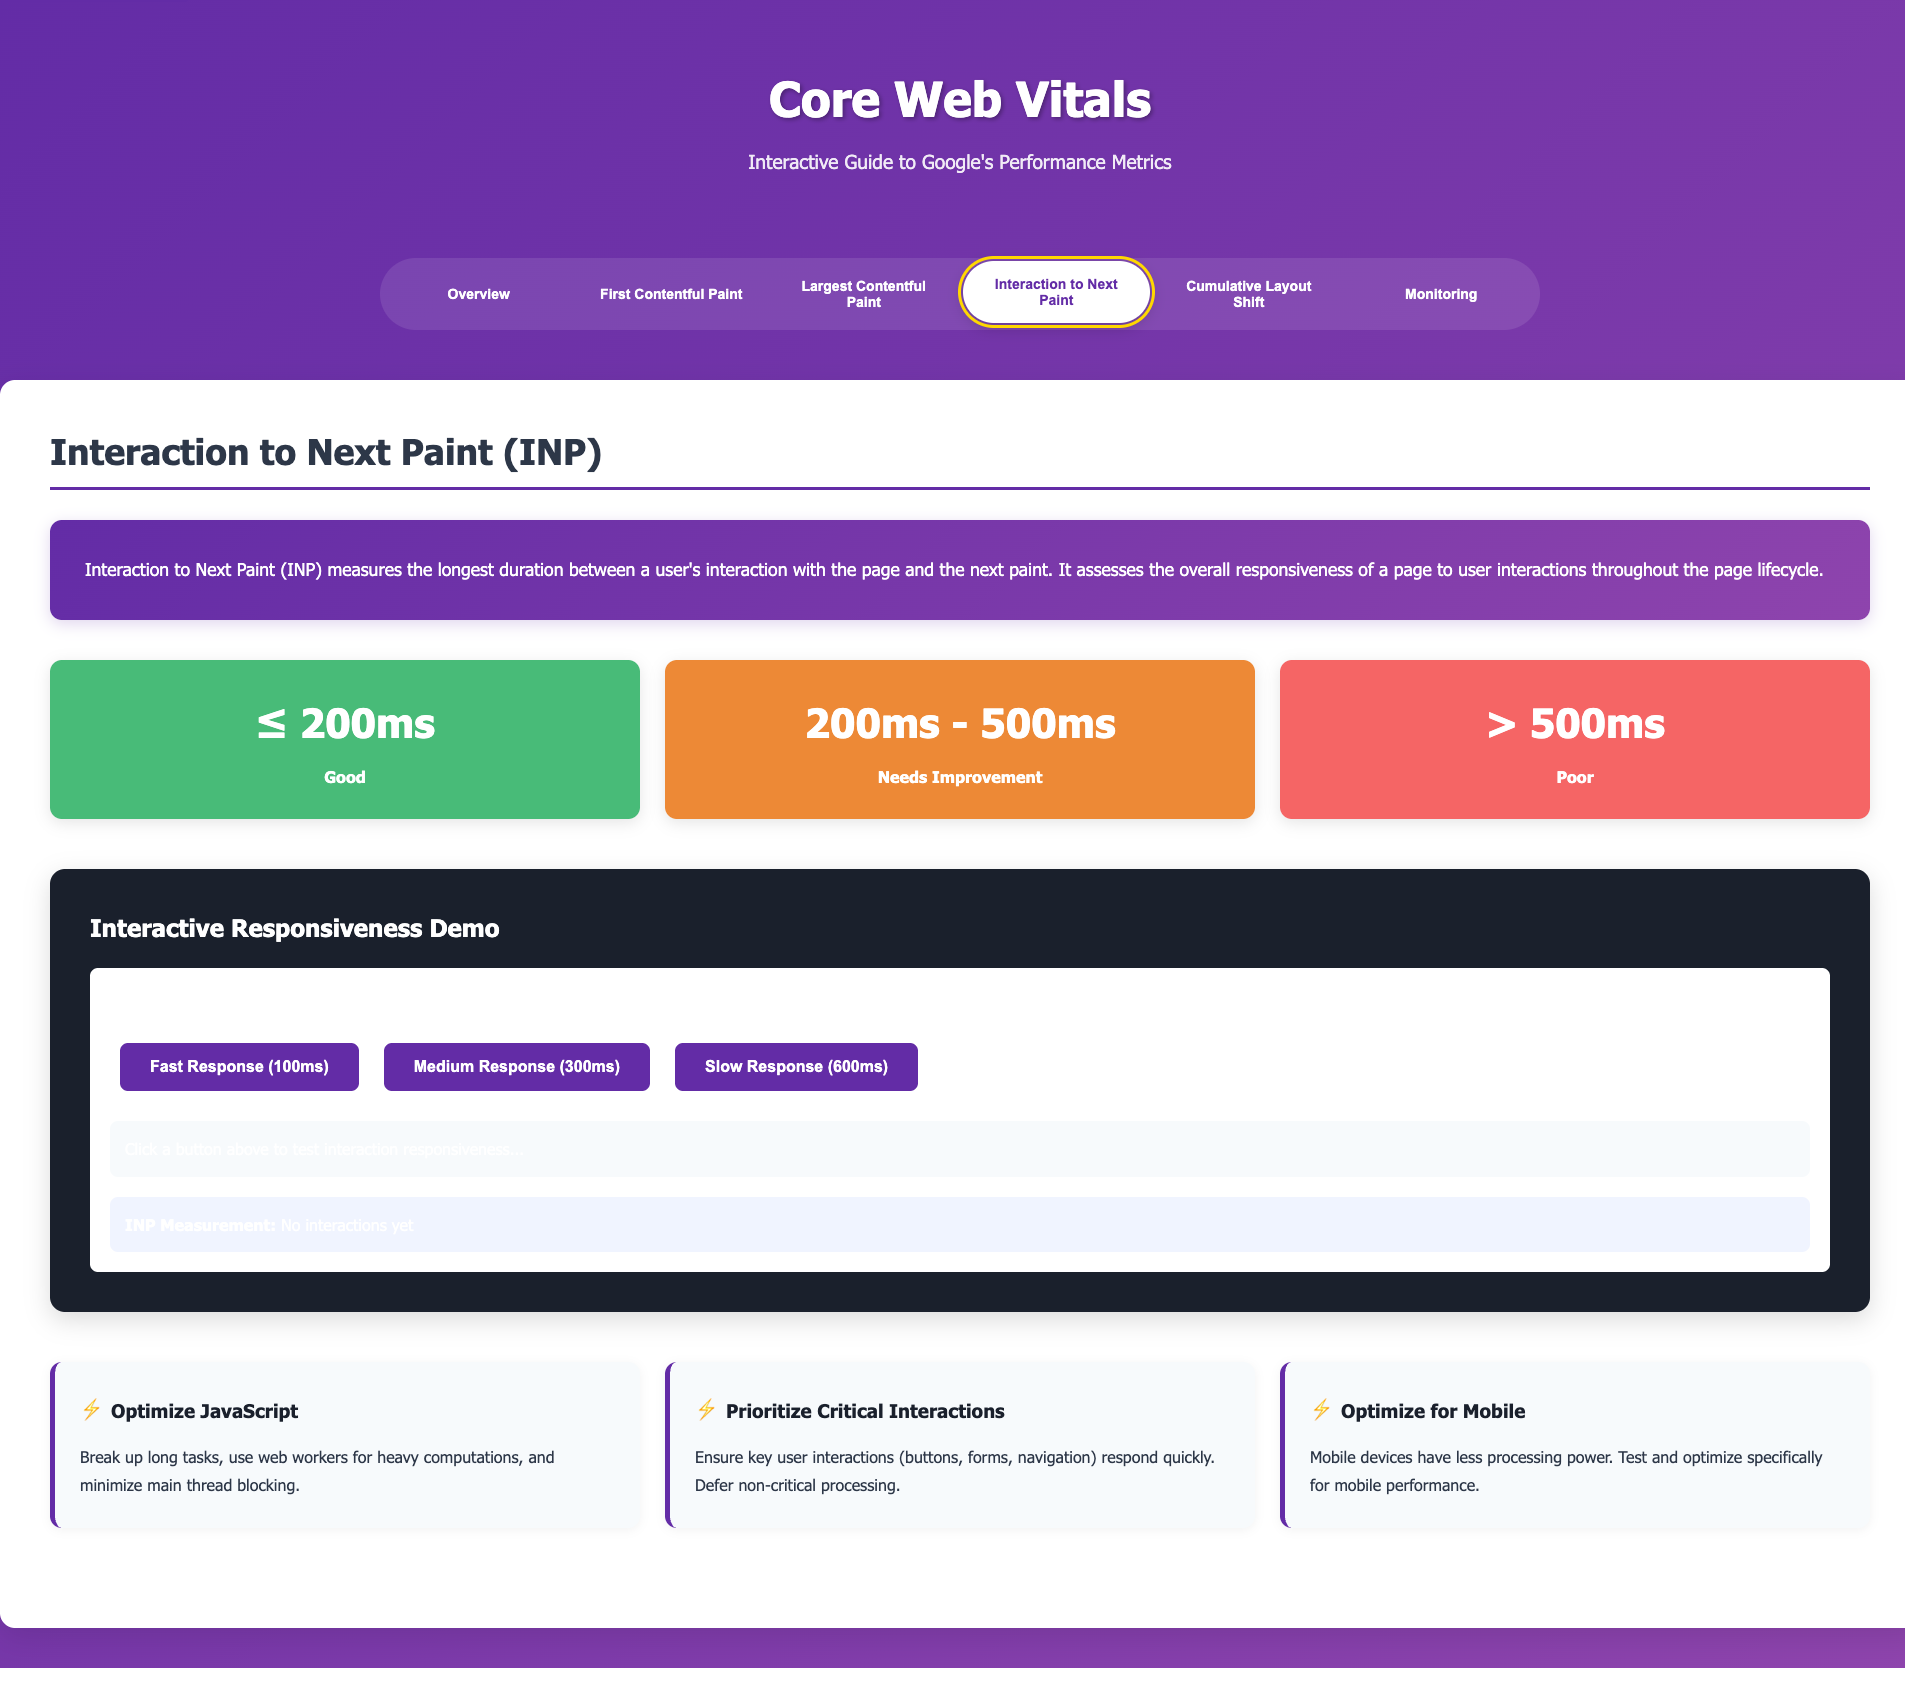 Core Web Vitals
Interactive Guide to Google's Performance Metrics
Overview
First Contentful Paint
Largest Contentful
Paint
Interaction to Next
Paint
Cumulative Layout
Shift
Monitoring
Interaction to Next Paint (INP)
Interaction to Next Paint (INP) measures the longest duration between a user's interaction with the page and the next paint. It assesses the overall responsiveness of a page to user interactions throughout the page lifecycle.
≤ 200ms
Good
200ms - 500ms
Needs Improvement
> 500ms
Poor
Interactive Responsiveness Demo
Fast Response (100ms)
Medium Response (300ms)
Slow Response (600ms)
Click a button above to test interaction responsiveness...
INP Measurement: No interactions yet
⚡ Optimize JavaScript
Break up long tasks, use web workers for heavy computations, and
minimize main thread blocking.
⚡ Prioritize Critical Interactions
Ensure key user interactions (buttons, forms, navigation) respond quickly.
Defer non-critical processing.
⚡ Optimize for Mobile
Mobile devices have less processing power. Test and optimize specifically
for mobile performance.